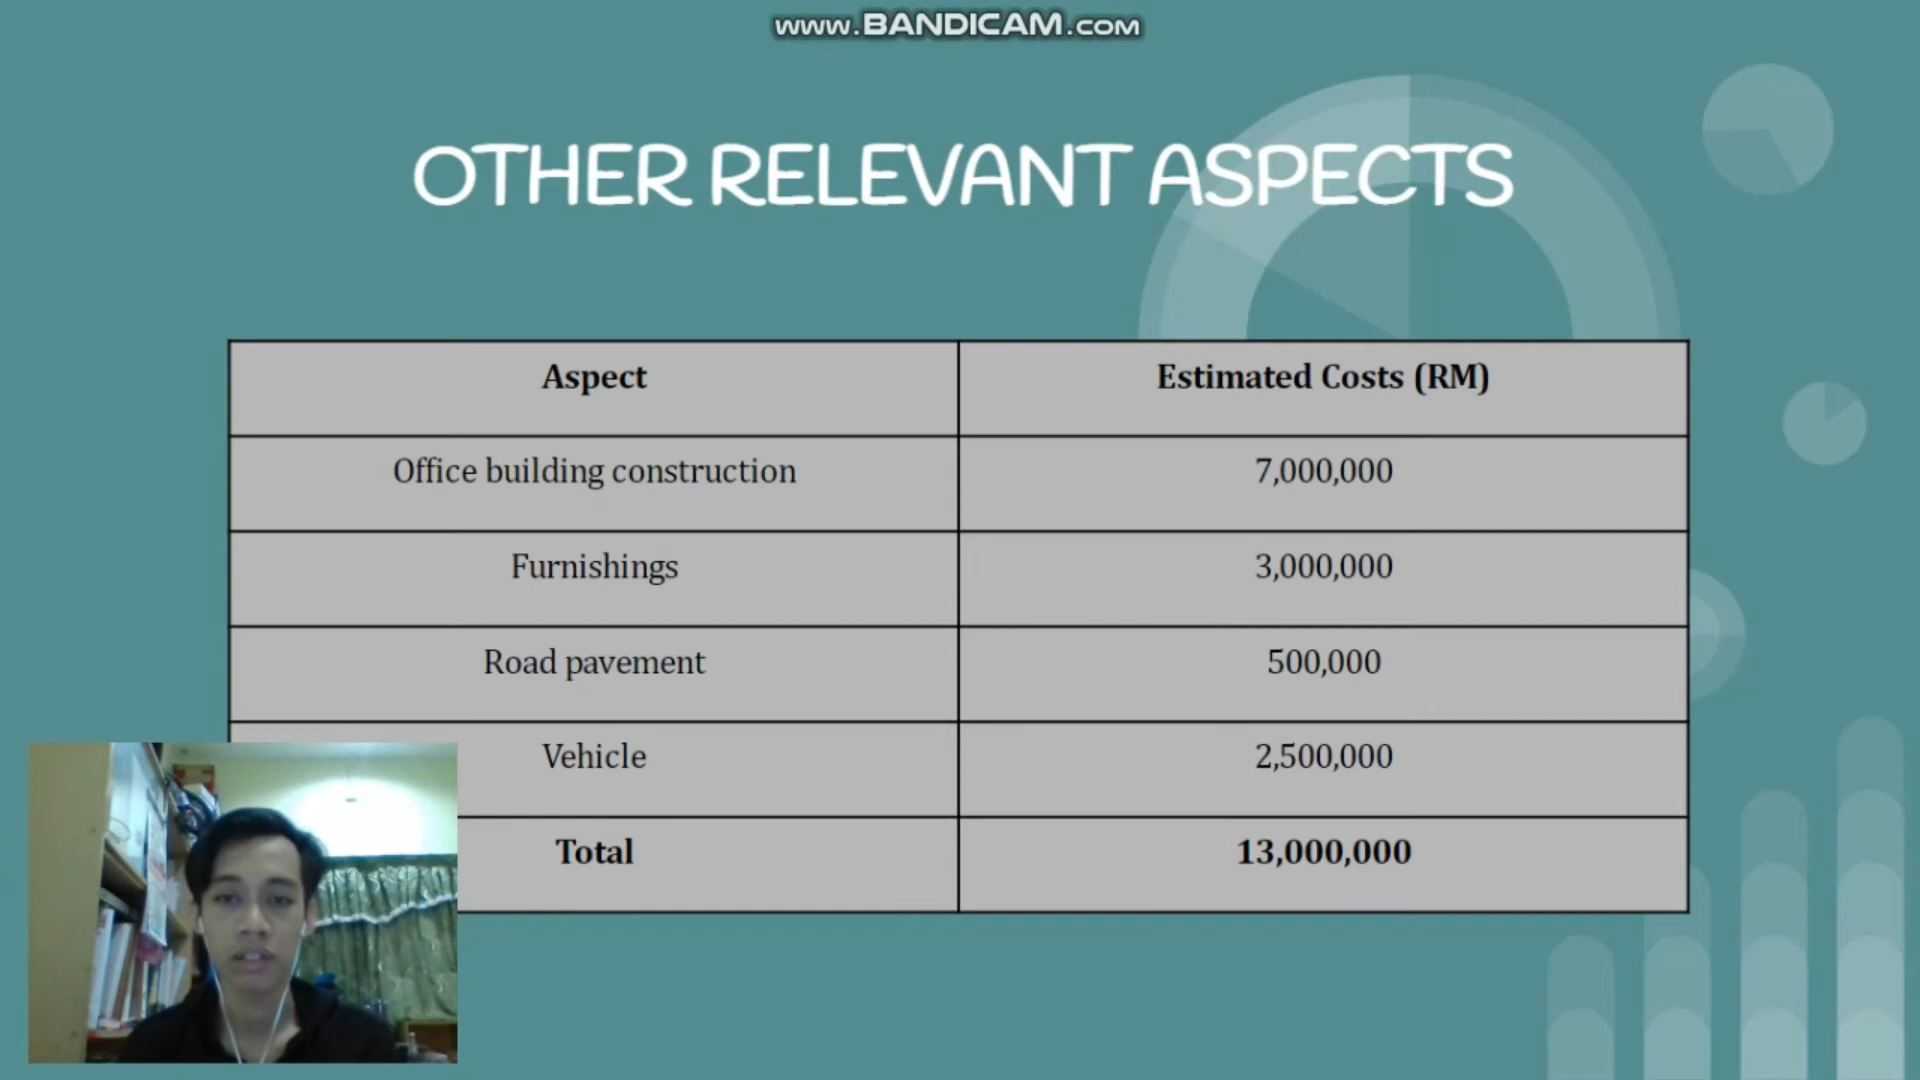 www.BANDICAM.com
OTHER RELEVANT ASPECTS
Aspect Estimated Costs (RM)
Office building construction 7,000,000
Furnishings 3,000,000
Road pavement 500,000
Vehicle 2,500,000
Total 13,000,000